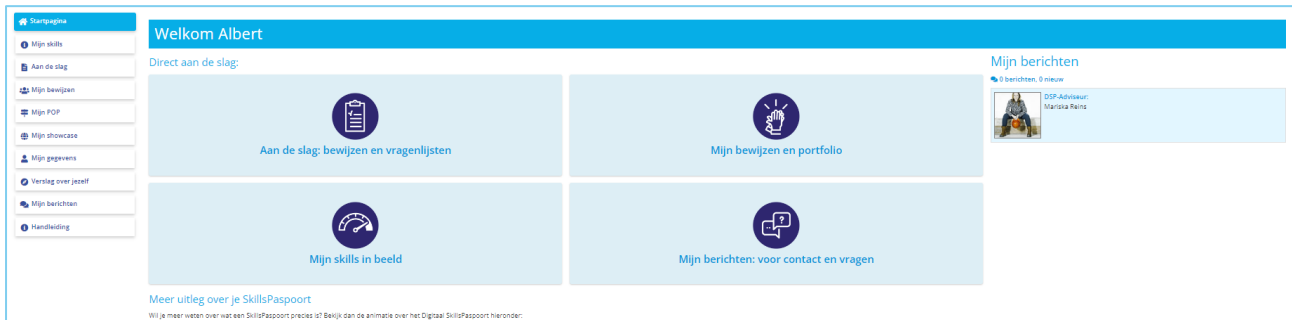 Startpagina
Mijn skills
Aan de slag
Mijn bewijzen
Mijn POP
Mijn showcase
Mijn gegevens
Verslag over jezelf
Mijn berichten
Handleiding
Welkom Albert
Direct aan de slag:
Aan de slag: bewijzen en vragenlijsten
Mijn bewijzen en portfolio
Mijn skills in beeld
Mijn berichten: voor contact en vragen
Meer uitleg over je SkillsPaspoort
Wil je meer weten over wat een SkillsPaspoort precies is? Bekijk dan de animatie over het Digitaal SkillsPaspoort hieronder:
Mijn berichten
0 berichten, 0 nieuw
DSP-Adviseur:
Mariska Reins